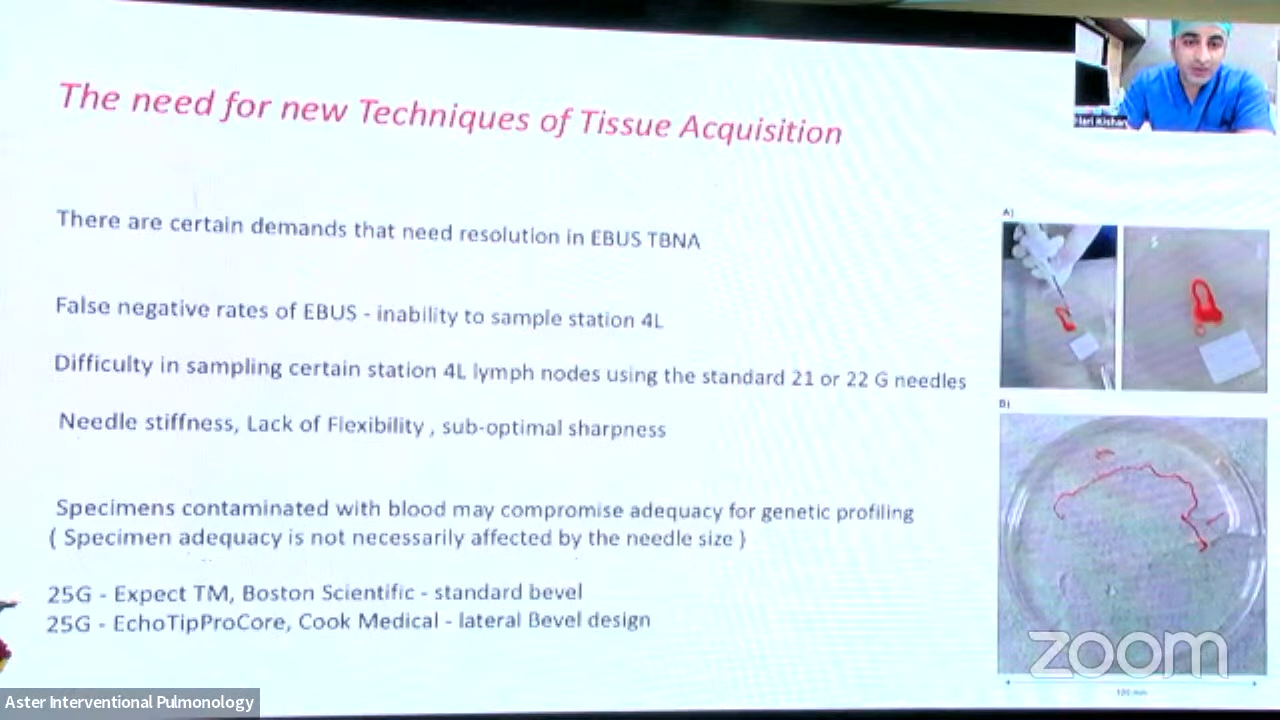 The need for new Techniques of Tissue Acquisition
Hari Kishan
There are certain demands that need resolution in EBUS TBNA
False negative rates of EBUS - inability to sample station 4L
Difficulty in sampling certain station 4L lymph nodes using the standard 21 or 22 G needles
Needle stiffness, Lack of Flexibility , sub-optimal sharpness
Specimens contaminated with blood may compromise adequacy for genetic profiling
( Specimen adequacy is not necessarily affected by the needle size )
25G - Expect TM, Boston Scientific - standard bevel
25G - EchoTipProCore, Cook Medical - lateral Bevel design
A)
B)
zoom
Aster Interventional Pulmonology